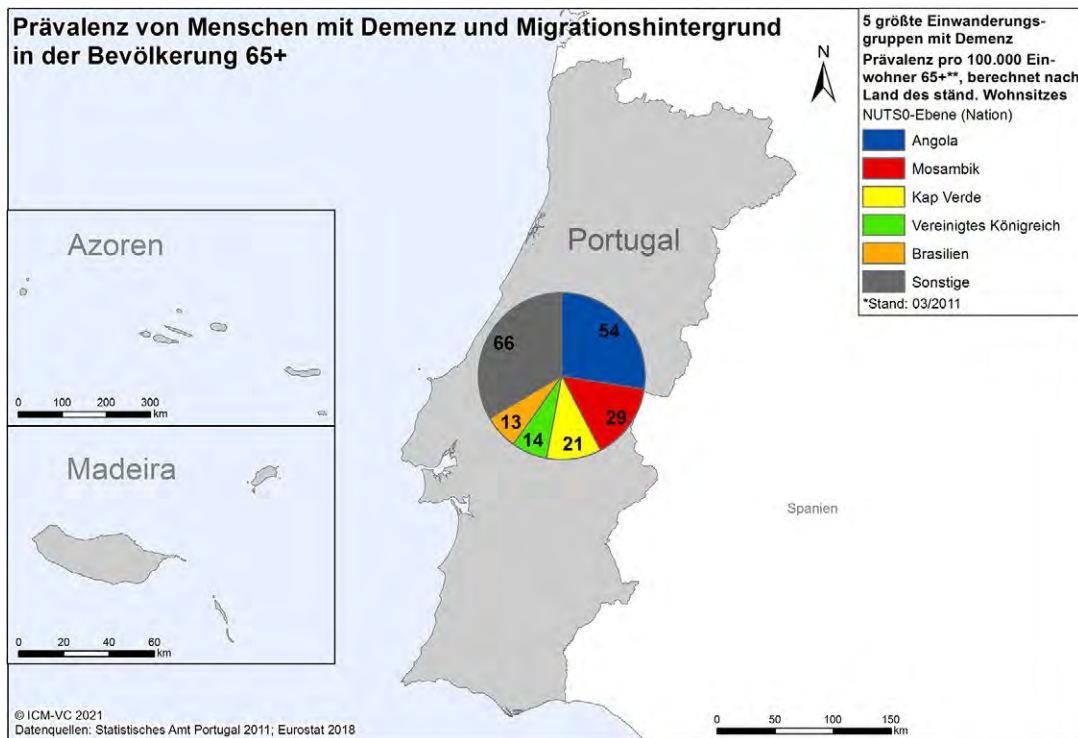 Prävalenz von Menschen mit Demenz und Migrationshintergrund
in der Bevölkerung 65+
N
5 größte Einwanderungs-
gruppen mit Demenz
Prävalenz pro 100.000 Ein-
wohner 65+**, berechnet nach
Land des ständ. Wohnsitzes
NUTS0-Ebene (Nation)
Angola
Mosambik
Kap Verde
Vereinigtes Königreich
Brasilien
Sonstige
*Stand: 03/2011
Azoren
0 100 200 300
km
Madeira
0 20 40 60
km
Portugal
54
66
29
13
14
21
Spanien
© ICM-VC 2021
Datenquellen: Statistisches Amt Portugal 2011; Eurostat 2018
0 50 100 150
km